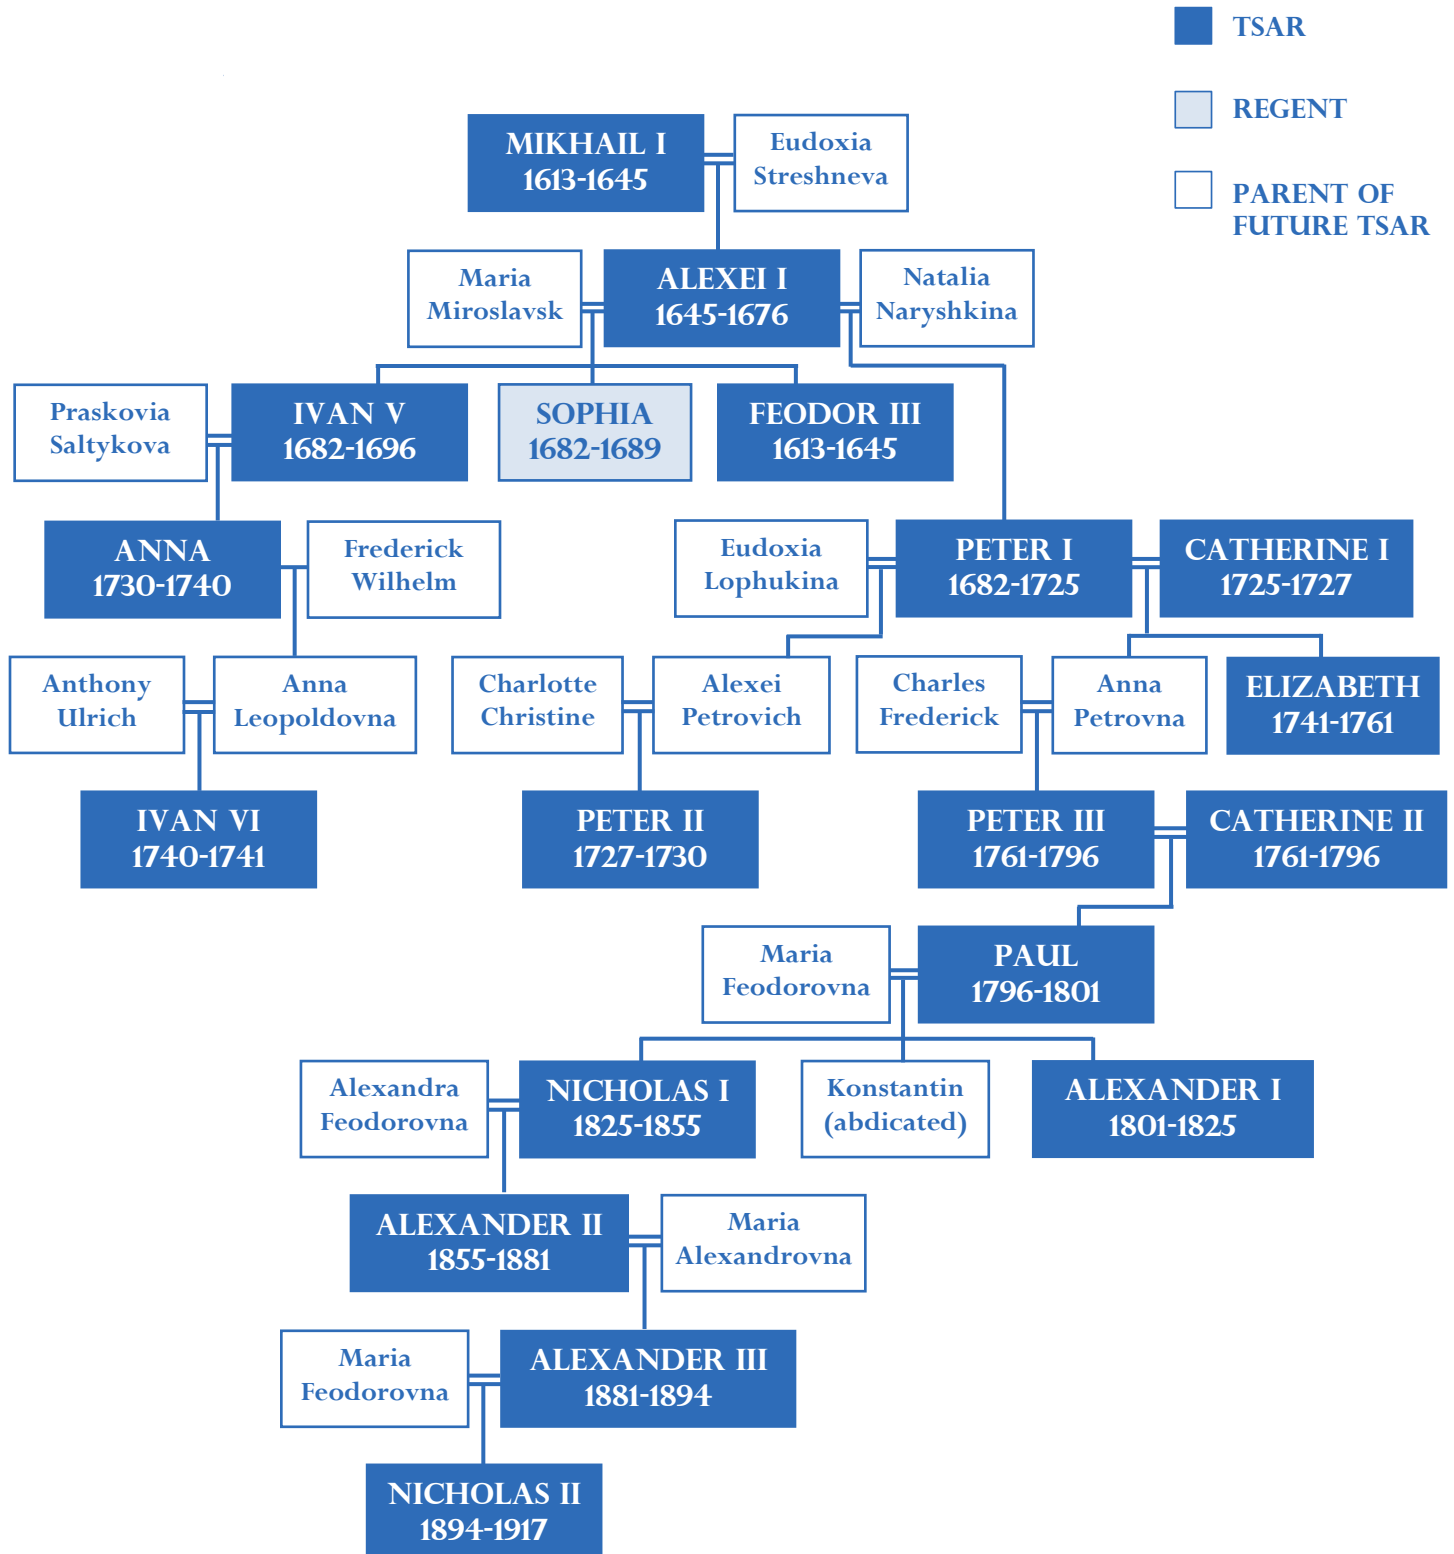 TSAR
REGENT
PARENT OF
FUTURE TSAR
MIKHAIL I
1613-1645
Eudoxia
Streshneva
Maria
Miroslavsk
ALEXEI I
1645-1676
Natalia
Naryshkina
Praskovia
Saltykova
IVAN V
1682-1696
SOPHIA
1682-1689
FEODOR III
1613-1645
ANNA
1730-1740
Frederick
Wilhelm
Eudoxia
Lophukina
PETER I
1682-1725
CATHERINE I
1725-1727
Anthony
Ulrich
Anna
Leopoldovna
Charlotte
Christine
Alexei
Petrovich
Charles
Frederick
Anna
Petrovna
ELIZABETH
1741-1761
IVAN VI
1740-1741
PETER II
1727-1730
PETER III
1761-1796
CATHERINE II
1761-1796
Maria
Feodorovna
PAUL
1796-1801
Alexandra
Feodorovna
NICHOLAS I
1825-1855
Konstantin
(abdicated)
ALEXANDER I
1801-1825
ALEXANDER II
1855-1881
Maria
Alexandrovna
Maria
Feodorovna
ALEXANDER III
1881-1894
NICHOLAS II
1894-1917